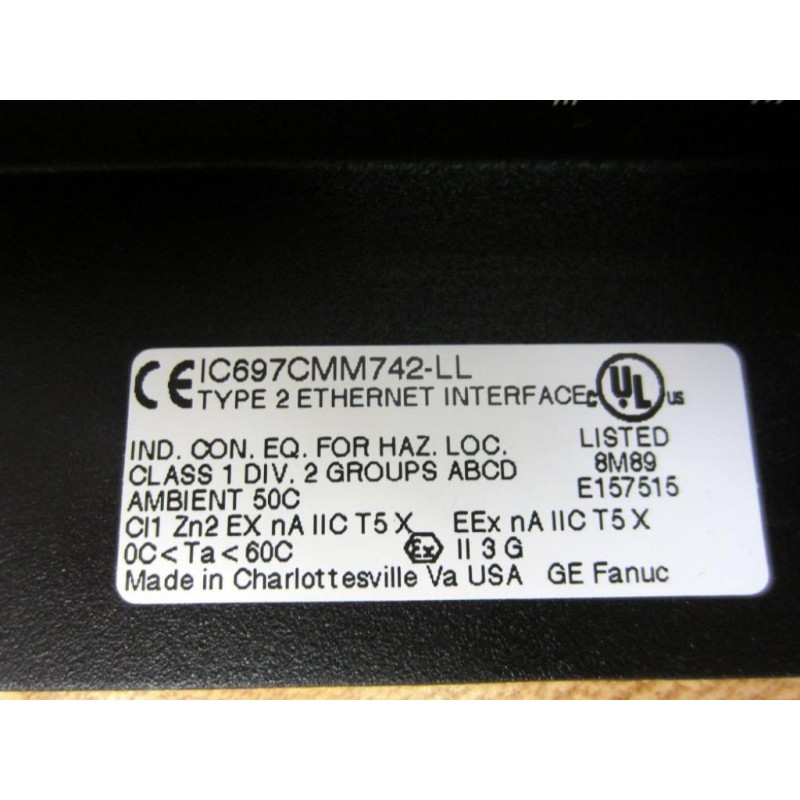 CE IC697CMM742-LL
TYPE 2 ETHERNET INTERFACE
c UL us
LISTED
8M89
E157515
IND. CON. EQ. FOR HAZ. LOC.
CLASS 1 DIV. 2 GROUPS ABCD
AMBIENT 50C
Cl1 Zn2 EX nA IIC T5 X EEx nA IIC T5 X
0C < Ta < 60C Ex II 3 G
Made in Charlottesville Va USA GE Fanuc